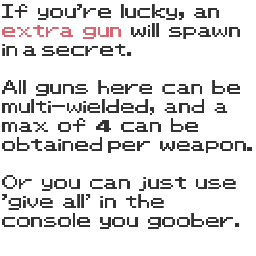 If you're lucky, an
extra gun will spawn
in a secret.
All guns here can be
multi-wielded, and a
max of 4 can be
obtained per weapon.
Or you can just use
'give all' in the
console you goober.